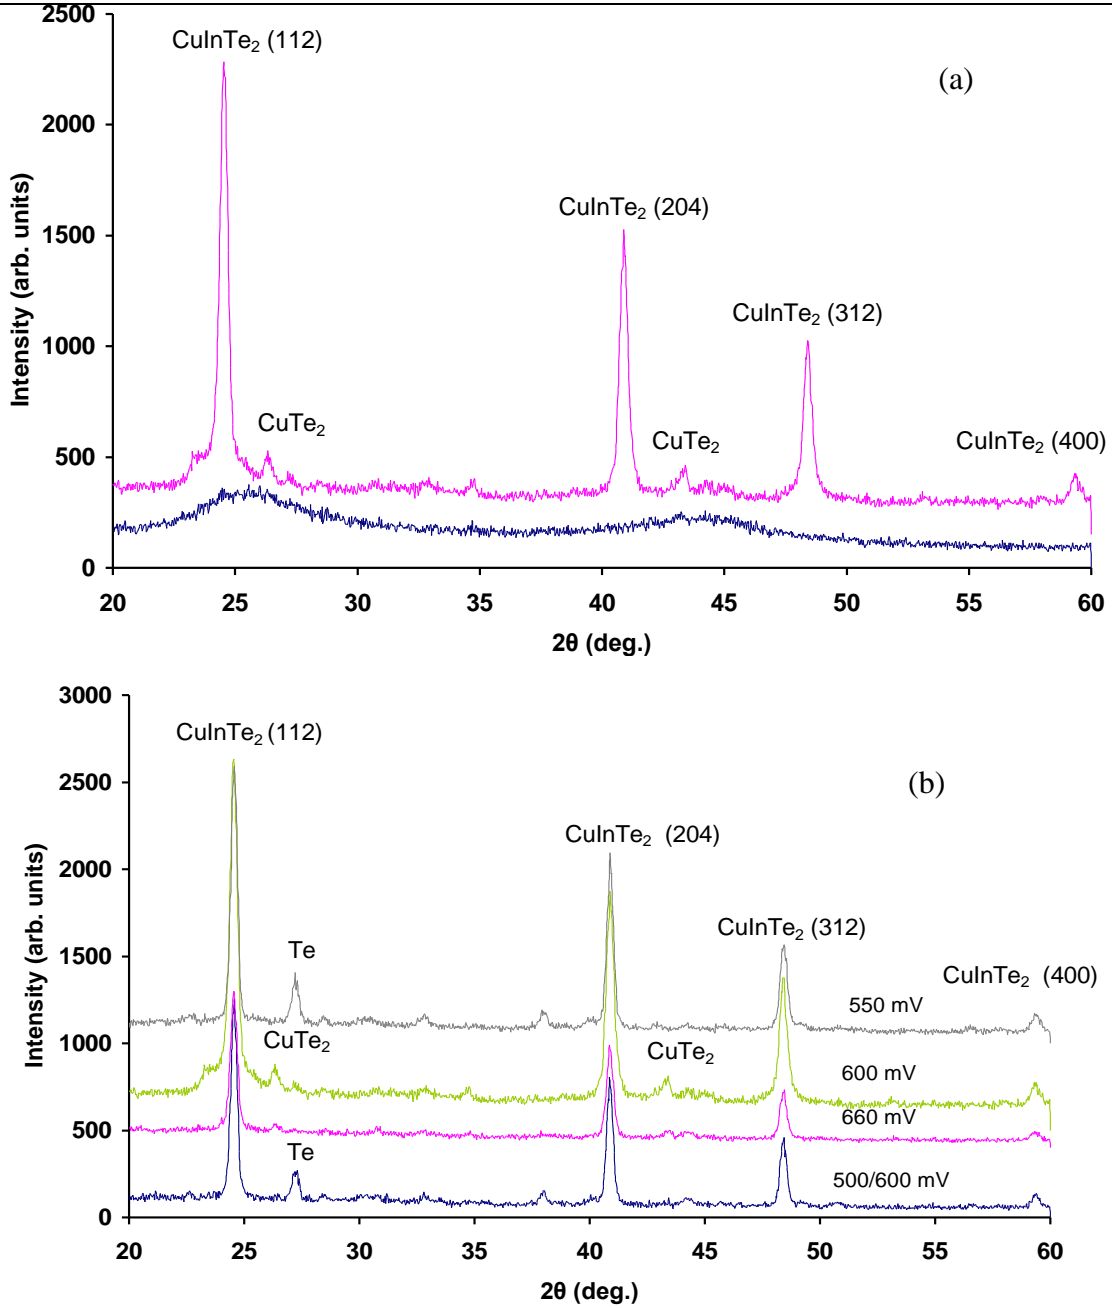 2500
CuInTe₂ (112)
(a)
2000
CuInTe₂ (204)
1500
CuInTe₂ (312)
1000
CuTe₂
CuTe₂
CuInTe₂ (400)
500
0
Intensity (arb. units)
20 25 30 35 40 45 50 55 60
2θ (deg.)
3000
CuInTe₂ (112)
(b)
2500
CuInTe₂ (204)
2000
CuInTe₂ (312)
1500
Te
CuInTe₂ (400)
550 mV
1000
CuTe₂
CuTe₂
600 mV
660 mV
500
Te
500/600 mV
0
Intensity (arb. units)
20 25 30 35 40 45 50 55 60
2θ (deg.)